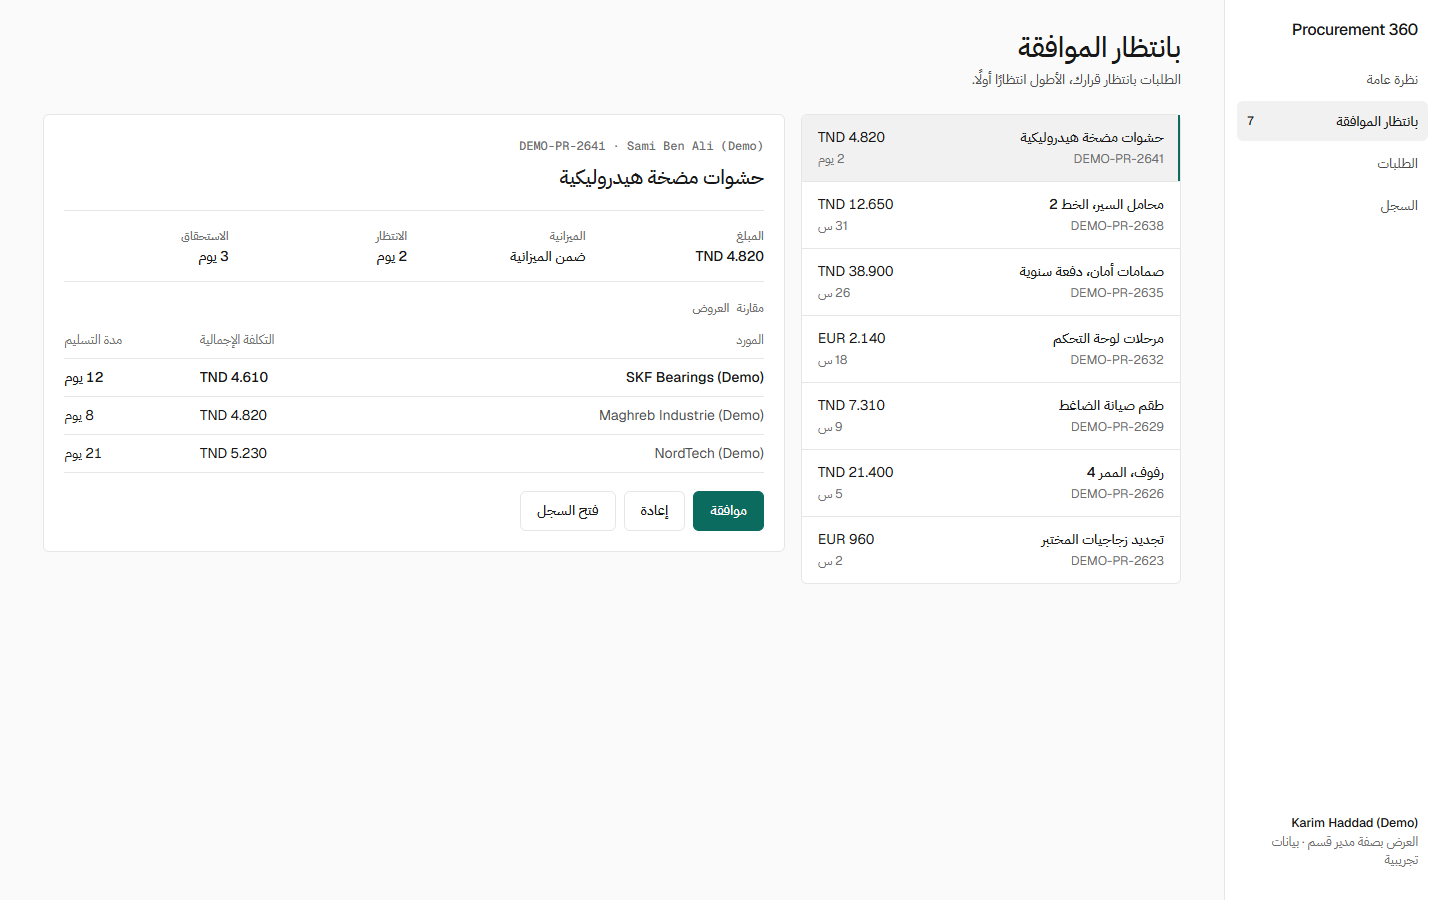 Procurement 360
نظرة عامة
بانتظار الموافقة 7
الطلبات
السجل
Karim Haddad (Demo)
العرض بصفة مدير قسم · بيانات
تجريبية
بانتظار الموافقة
الطلبات بانتظار قرارك، الأطول انتظارًا أولًا.
حشوات مضخة هيدروليكية TND 4.820
DEMO-PR-2641 2 يوم
محامل السير، الخط 2 TND 12.650
DEMO-PR-2638 31 س
صمامات أمان، دفعة سنوية TND 38.900
DEMO-PR-2635 26 س
مرحلات لوحة التحكم EUR 2.140
DEMO-PR-2632 18 س
طقم صيانة الضاغط TND 7.310
DEMO-PR-2629 9 س
رفوف، الممر 4 TND 21.400
DEMO-PR-2626 5 س
تجديد زجاجيات المختبر EUR 960
DEMO-PR-2623 2 س
DEMO-PR-2641 · Sami Ben Ali (Demo)
حشوات مضخة هيدروليكية
المبلغ الميزانية الانتظار الاستحقاق
TND 4.820 ضمن الميزانية 2 يوم 3 يوم
مقارنة العروض
المورد التكلفة الإجمالية مدة التسليم
SKF Bearings (Demo) TND 4.610 12 يوم
Maghreb Industrie (Demo) TND 4.820 8 يوم
NordTech (Demo) TND 5.230 21 يوم
موافقة إعادة فتح السجل